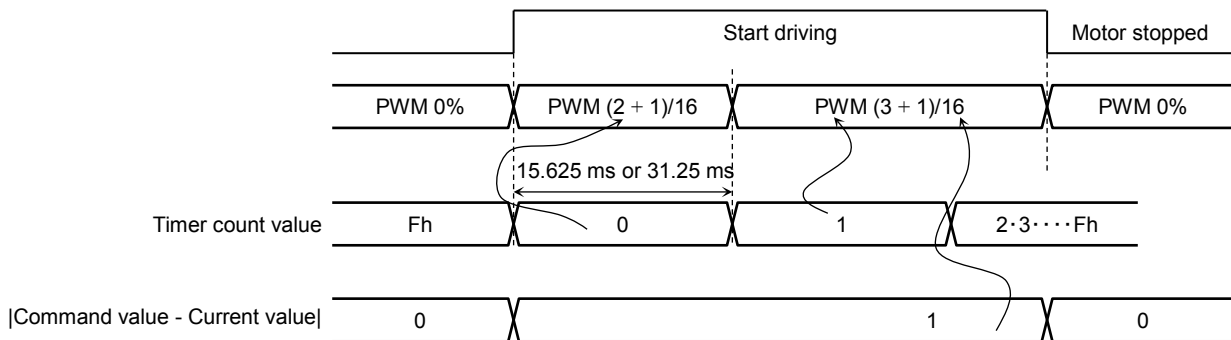 Start driving Motor stopped
PWM 0% PWM (2 + 1)/16 PWM (3 + 1)/16 PWM 0%
15.625 ms or 31.25 ms
Timer count value Fh 0 1 2·3····Fh
|Command value - Current value| 0 1 0